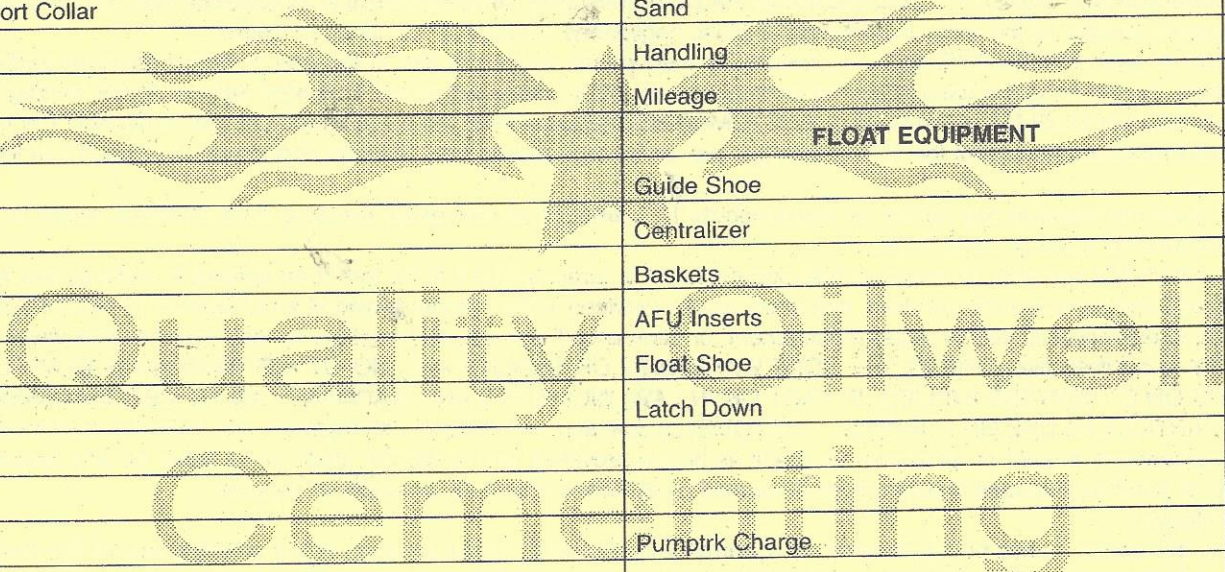 ort Collar
Sand
Handling
Mileage
FLOAT EQUIPMENT
Guide Shoe
Centralizer
Baskets
AFU Inserts
Float Shoe
Latch Down
Pumptrk Charge
Quality Oilwell
Cementing